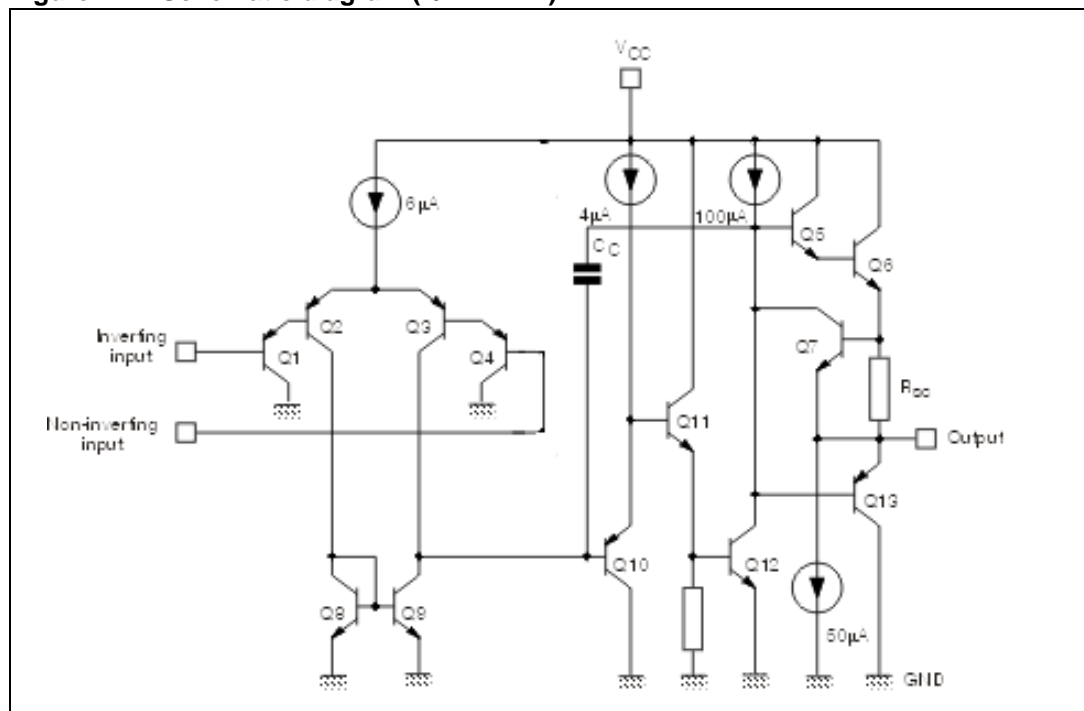 VCC
6µA
4µA
100µA
CC
Q5
Q6
Q2
Q3
Inverting
input
Q1
Q4
Q7
RSC
Non-inverting
input
Q11
Output
Q13
Q10
Q12
Q8
Q9
50µA
GND